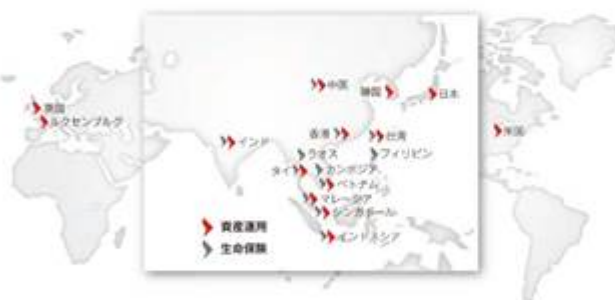 中国
韓国
日本
英国
ルクセンブルグ
米国
インド
香港
台湾
ラオス
フィリピン
タイ
カンボジア
ベトナム
マレーシア
シンガポール
インドネシア
資産運用
生命保険